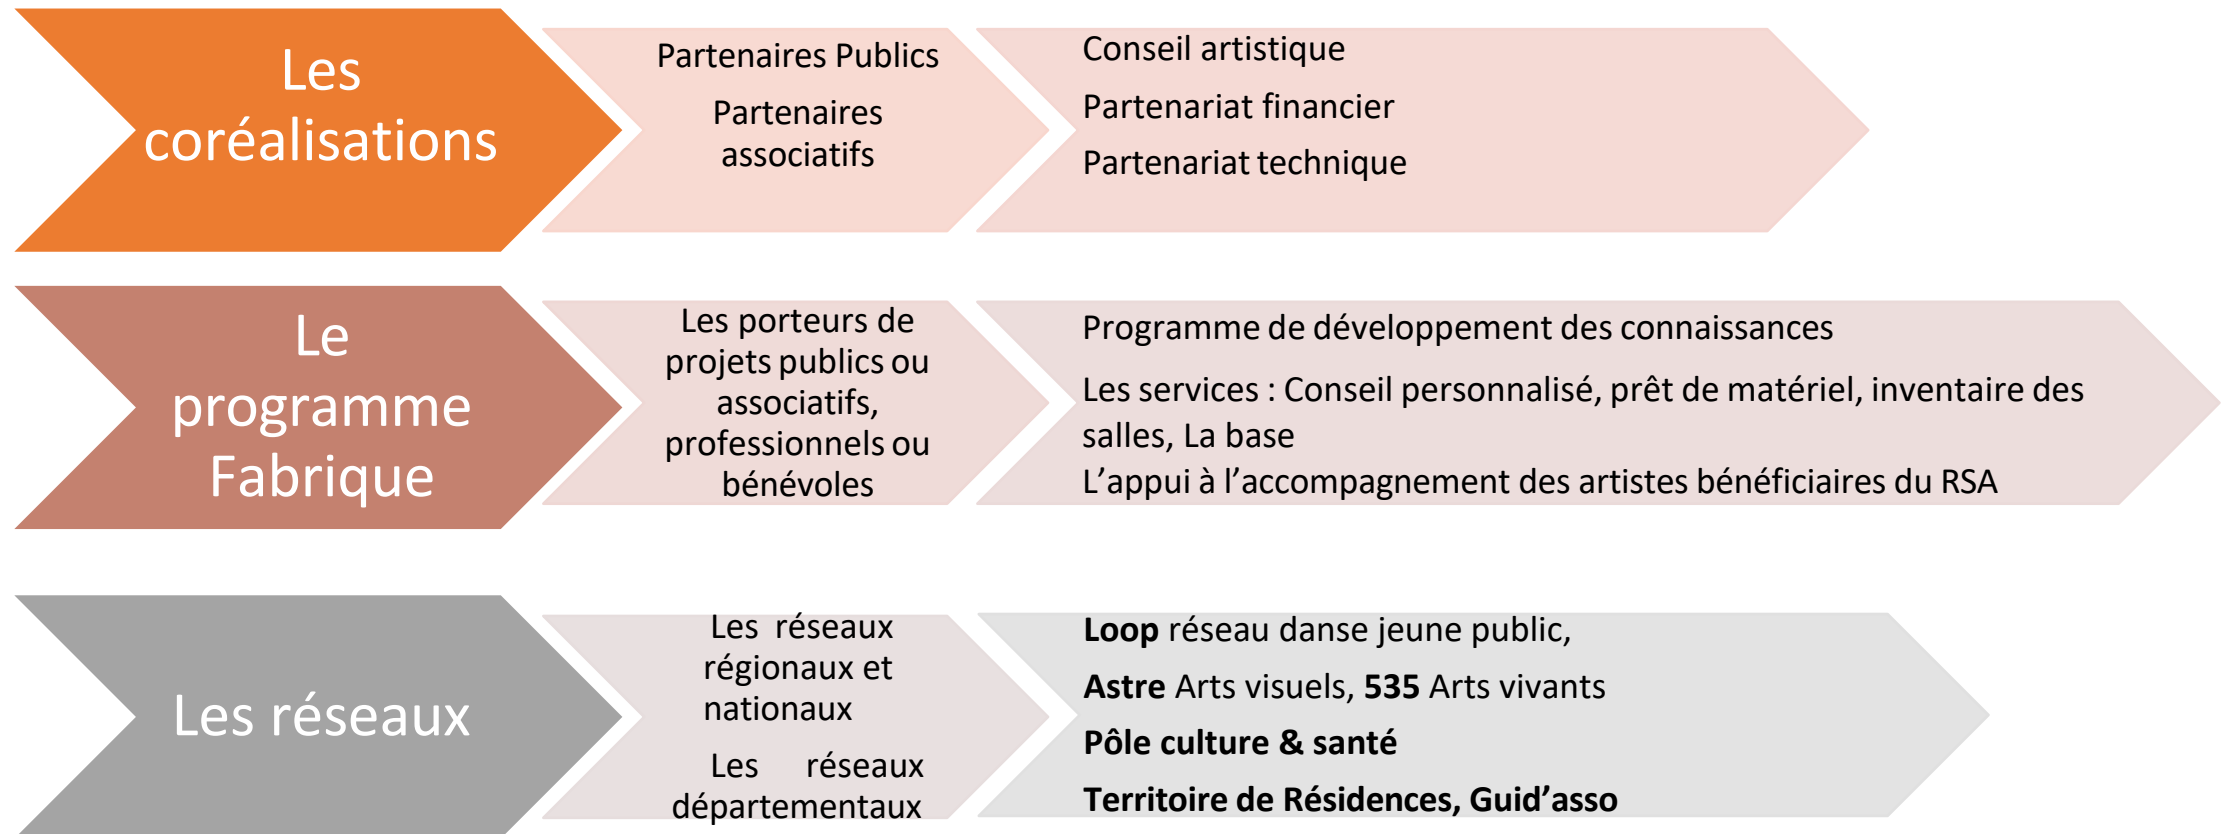 Les
coréalisations
Partenaires Publics
Partenaires
associatifs
Conseil artistique
Partenariat financier
Partenariat technique
Le
programme
Fabrique
Les porteurs de
projets publics ou
associatifs,
professionnels ou
bénévoles
Programme de développement des connaissances
Les services : Conseil personnalisé, prêt de matériel, inventaire des
salles, La base
L’appui à l’accompagnement des artistes bénéficiaires du RSA
Les réseaux
Les réseaux
régionaux et
nationaux
Les réseaux
départementaux
Loop réseau danse jeune public,
Astre Arts visuels, 535 Arts vivants
Pôle culture & santé
Territoire de Résidences, Guid’asso